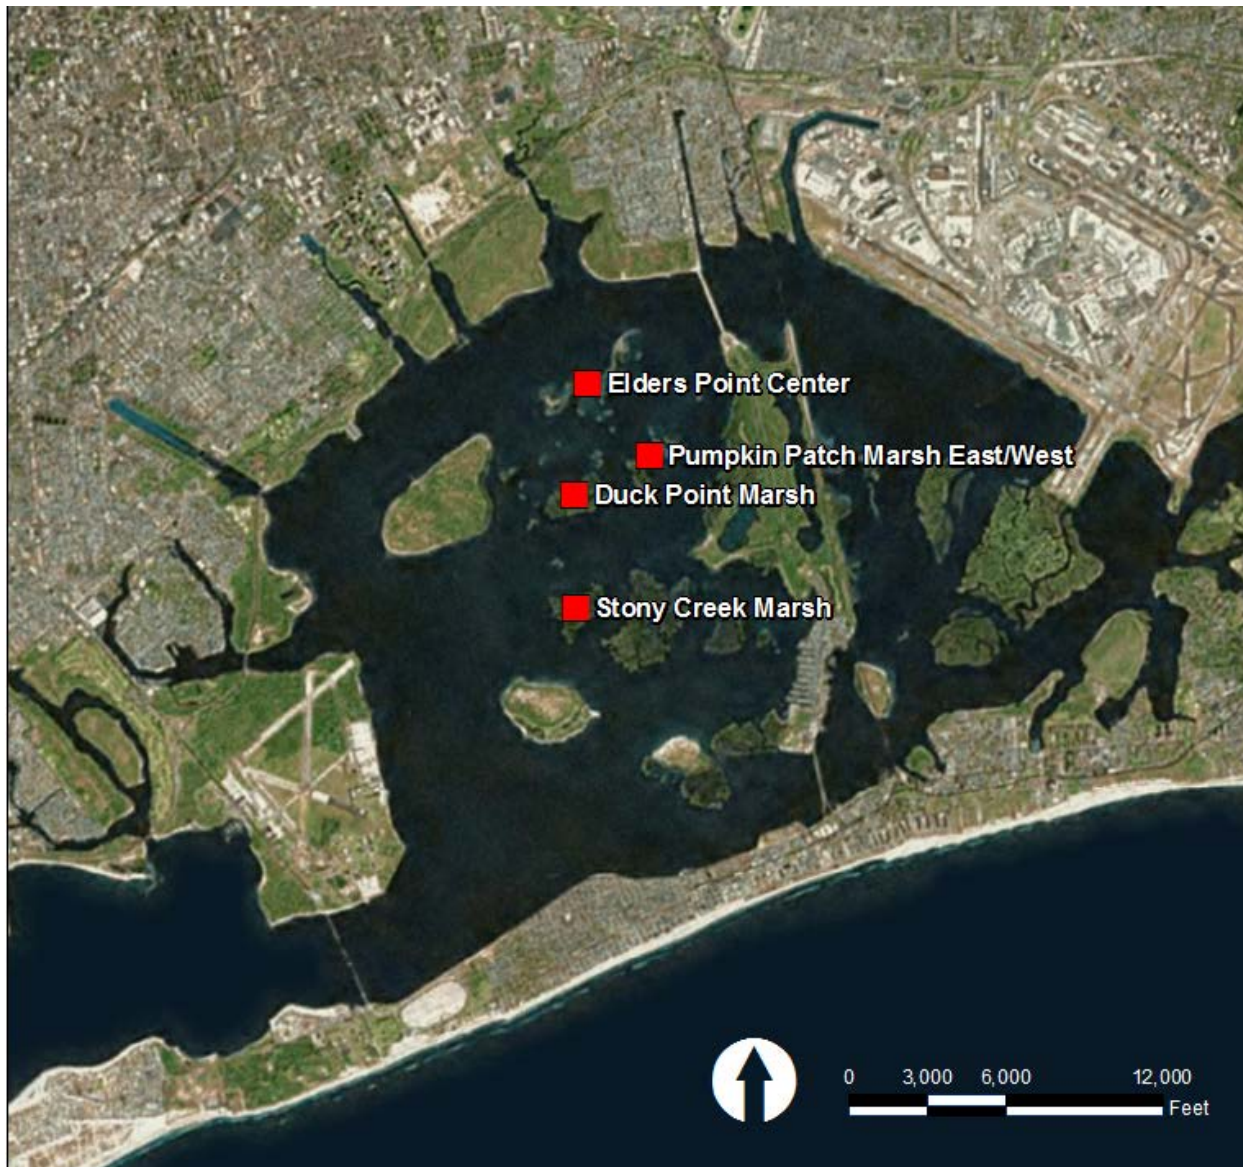 Elders Point Center
Pumpkin Patch Marsh East/West
Duck Point Marsh
Stony Creek Marsh
0 3,000 6,000 12,000
Feet